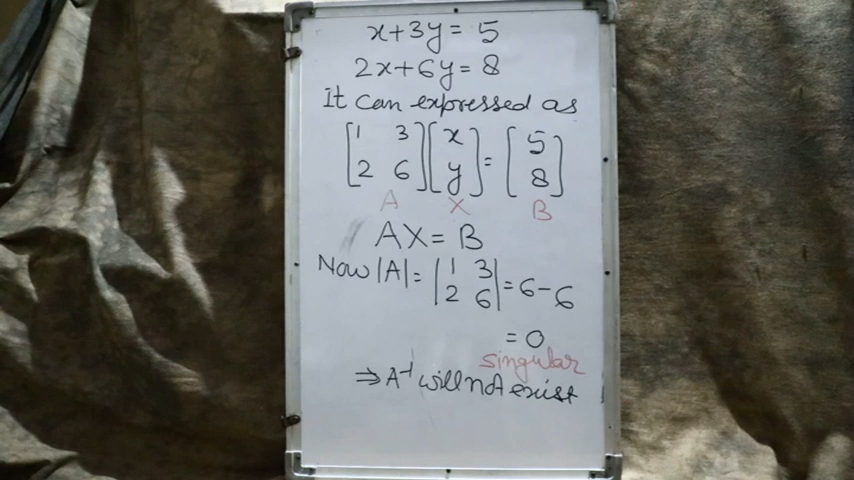 x+3y= 5
2x+6y= 8
It can expressed as
[1 3
2 6] [x
y] = [5
8]
A X B
AX= B
Now |A|= |1 3
2 6| = 6-6
= 0
singular
⇒ A⁻¹ will not exist